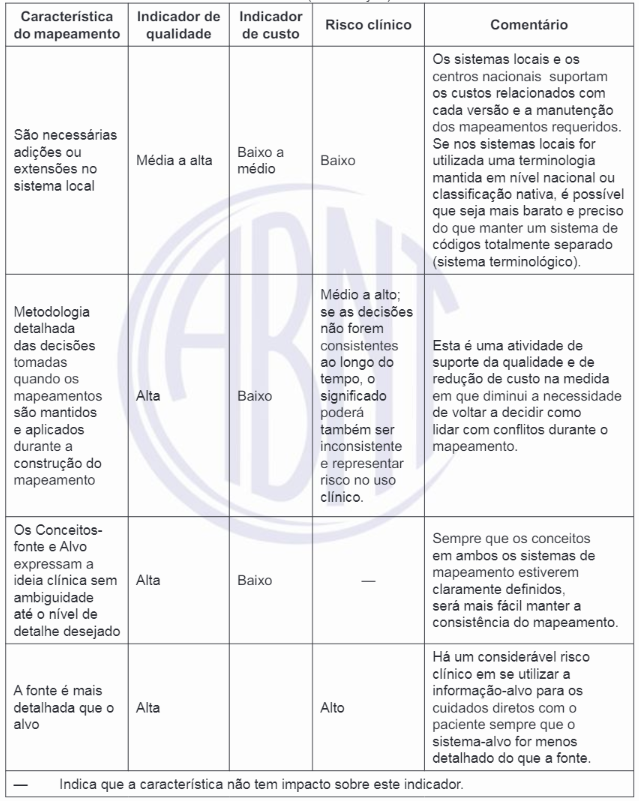 Característica
do mapeamento
Indicador de
qualidade
Indicador
de custo
Risco clínico
Comentário
São necessárias
adições ou
extensões no
sistema local
Média a alta
Baixo a
médio
Baixo
Os sistemas locais e os
centros nacionais suportam
os custos relacionados com
cada versão e a manutenção
dos mapeamentos requeridos.
Se nos sistemas locais for
utilizada uma terminologia
mantida em nível nacional ou
classificação nativa, é possível
que seja mais barato e preciso
do que manter um sistema de
códigos totalmente separado
(sistema terminológico).
Metodologia
detalhada
das decisões
tomadas
quando os
mapeamentos
são mantidos
e aplicados
durante a
construção do
mapeamento
Alta
Baixo
Médio a alto;
se as decisões
não forem
consistentes
ao longo do
tempo, o
significado
poderá
também ser
inconsistente
e representar
risco no uso
clínico.
Esta é uma atividade de
suporte da qualidade e de
redução de custo na medida
em que diminui a necessidade
de voltar a decidir como
lidar com conflitos durante o
mapeamento.
Os Conceitos-
fonte e Alvo
expressam a
ideia clínica sem
ambiguidade
até o nível de
detalhe desejado
Alta
Baixo
—
Sempre que os conceitos
em ambos os sistemas de
mapeamento estiverem
claramente definidos,
será mais fácil manter a
consistência do mapeamento.
A fonte é mais
detalhada que o
alvo
Alta
Alto
Há um considerável risco
clínico em se utilizar a
informação-alvo para os
cuidados diretos com o
paciente sempre que o
sistema-alvo for menos
detalhado do que a fonte.
— Indica que a característica não tem impacto sobre este indicador.
ABNT